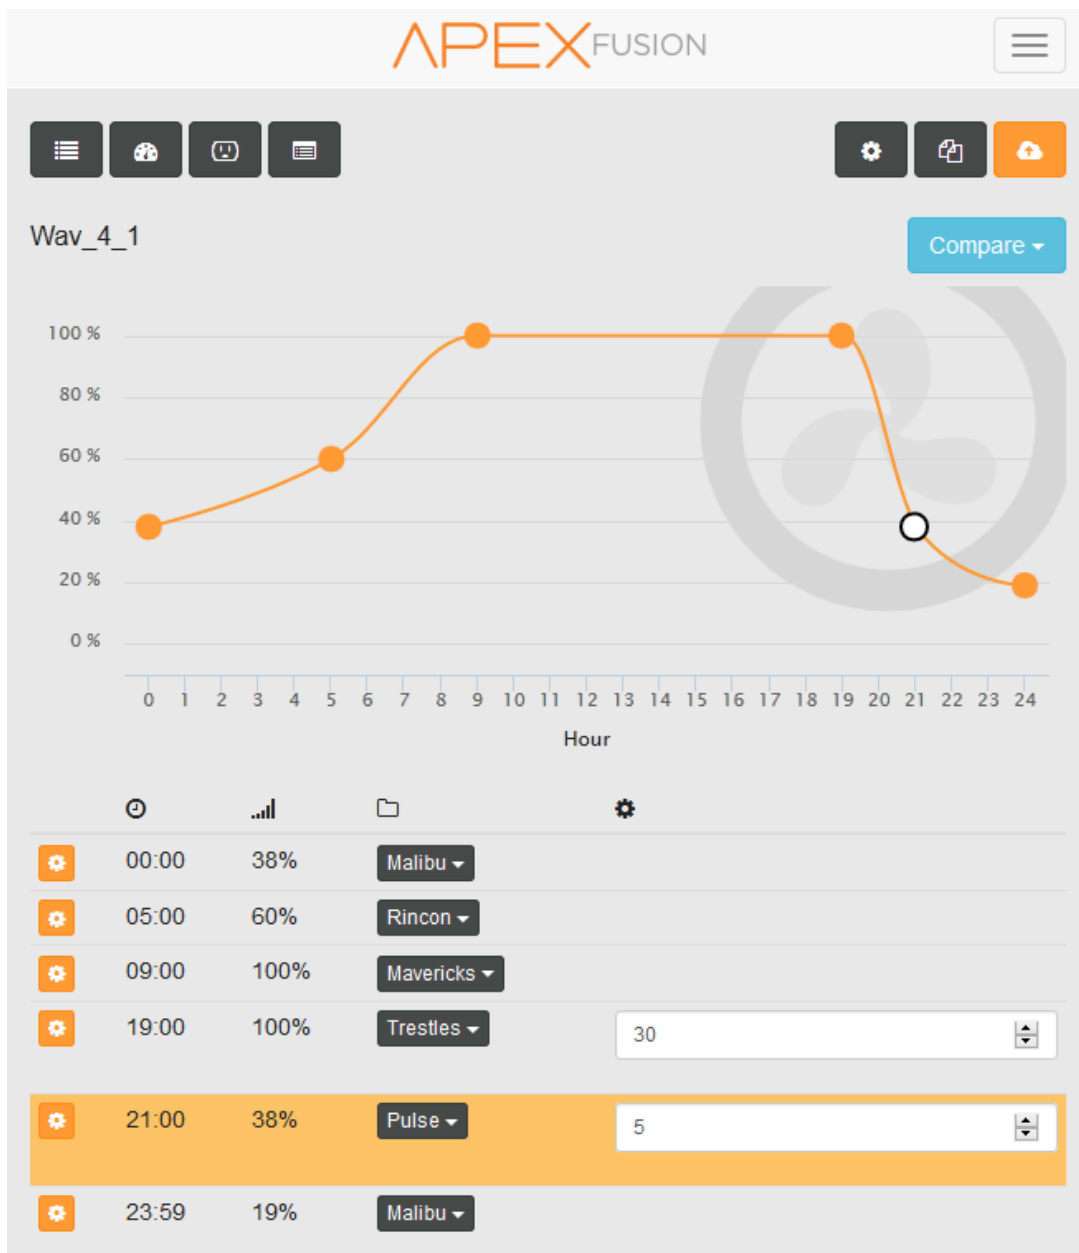 APEX FUSION
Wav_4_1
Compare
100 %
80 %
60 %
40 %
20 %
0 %
0 1 2 3 4 5 6 7 8 9 10 11 12 13 14 15 16 17 18 19 20 21 22 23 24
Hour
00:00 38% Malibu
05:00 60% Rincon
09:00 100% Mavericks
19:00 100% Trestles 30
21:00 38% Pulse 5
23:59 19% Malibu